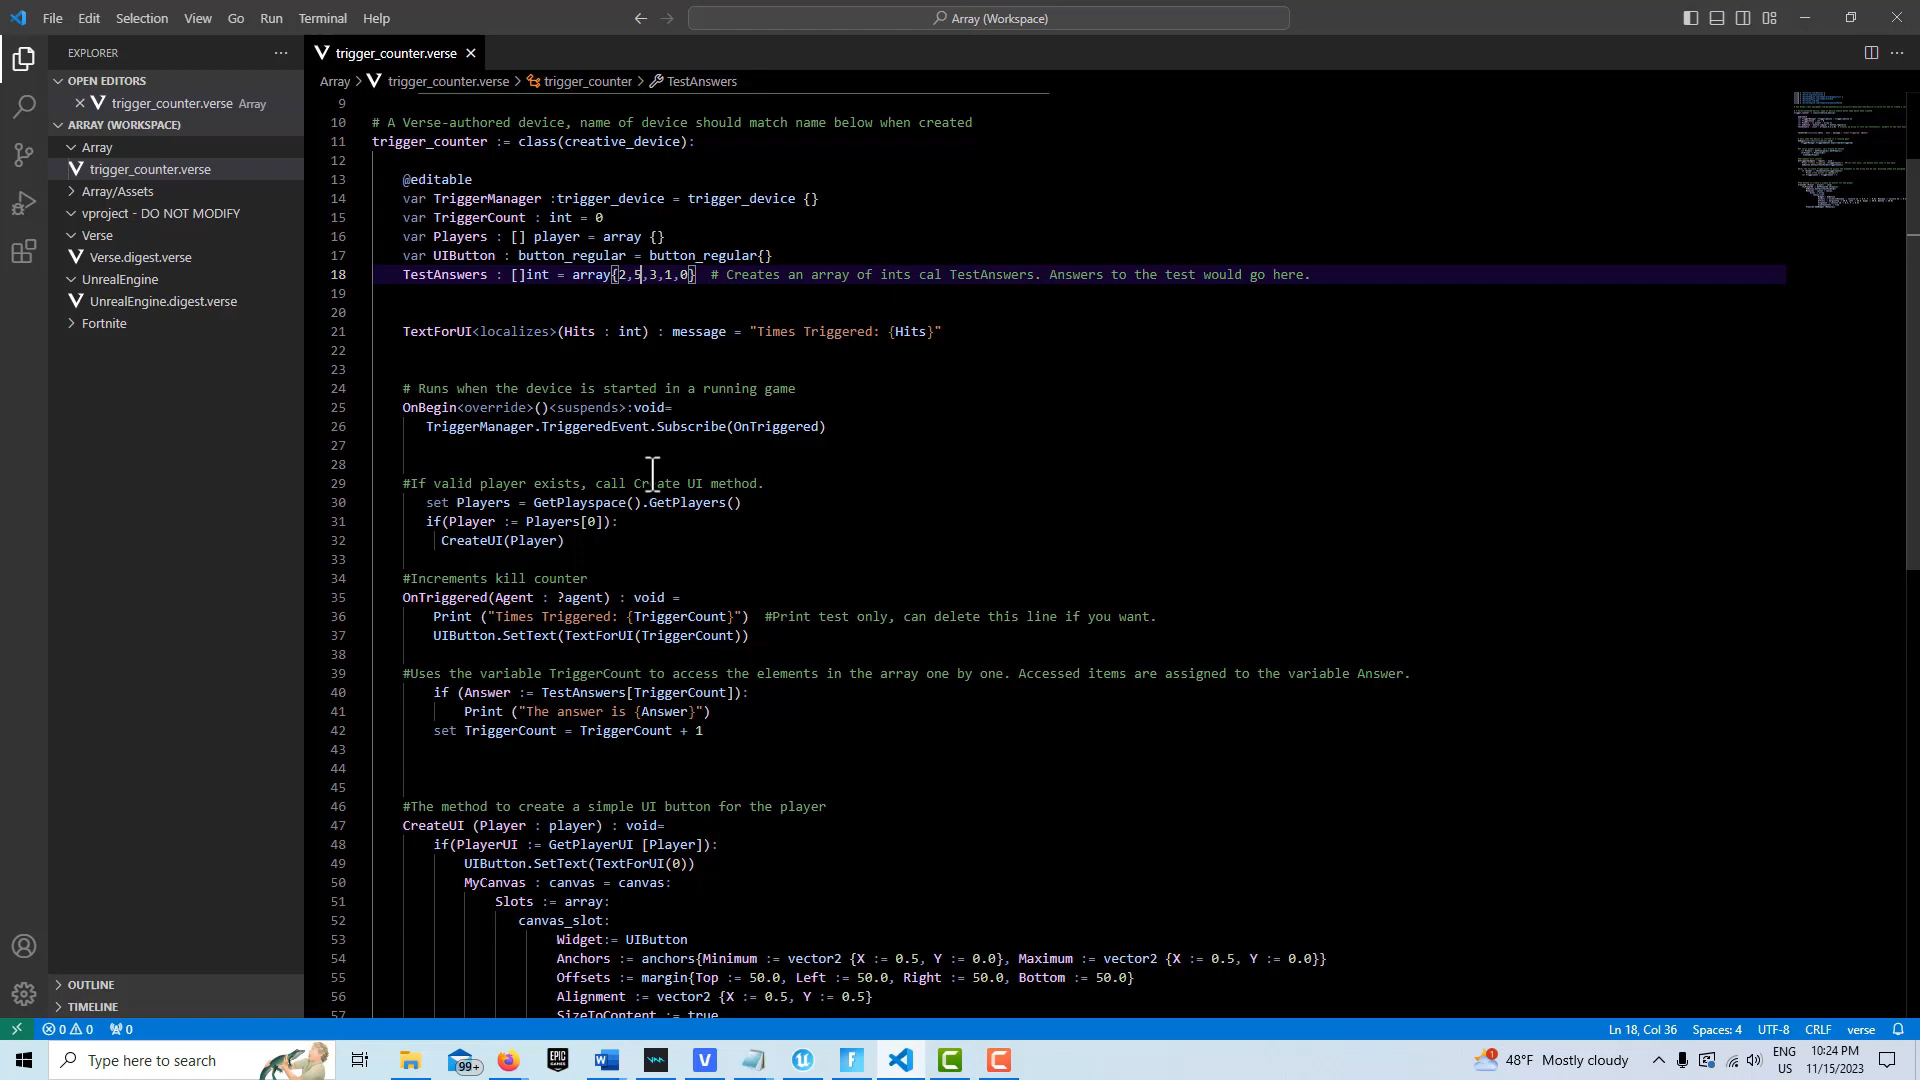 File Edit Selection View Go Run Terminal Help
Array (Workspace)
EXPLORER
OPEN EDITORS
trigger_counter.verse Array
ARRAY (WORKSPACE)
Array
trigger_counter.verse
Array/Assets
vproject - DO NOT MODIFY
Verse
Verse.digest.verse
UnrealEngine
UnrealEngine.digest.verse
Fortnite
OUTLINE
TIMELINE
trigger_counter.verse
Array > trigger_counter.verse > trigger_counter > TestAnswers
9
10 # A Verse-authored device, name of device should match name below when created
11 trigger_counter := class(creative_device):
12
13 @editable
14 var TriggerManager :trigger_device = trigger_device {}
15 var TriggerCount : int = 0
16 var Players : [] player = array {}
17 var UIButton : button_regular = button_regular{}
18 TestAnswers : []int = array{2,5,3,1,0} # Creates an array of ints cal TestAnswers. Answers to the test would go here.
19
20
21 TextForUI<localizes>(Hits : int) : message = "Times Triggered: {Hits}"
22
23
24 # Runs when the device is started in a running game
25 OnBegin<override>()<suspends>:void=
26 TriggerManager.TriggeredEvent.Subscribe(OnTriggered)
27
28
29 #If valid player exists, call Create UI method.
30 set Players = GetPlayspace().GetPlayers()
31 if(Player := Players[0]):
32 CreateUI(Player)
33
34 #Increments kill counter
35 OnTriggered(Agent : ?agent) : void =
36 Print ("Times Triggered: {TriggerCount}") #Print test only, can delete this line if you want.
37 UIButton.SetText(TextForUI(TriggerCount))
38
39 #Uses the variable TriggerCount to access the elements in the array one by one. Accessed items are assigned to the variable Answer.
40 if (Answer := TestAnswers[TriggerCount]):
41 Print ("The answer is {Answer}")
42 set TriggerCount = TriggerCount + 1
43
44
45
46 #The method to create a simple UI button for the player
47 CreateUI (Player : player) : void=
48 if(PlayerUI := GetPlayerUI [Player]):
49 UIButton.SetText(TextForUI(0))
50 MyCanvas : canvas = canvas:
51 Slots := array:
52 canvas_slot:
53 Widget:= UIButton
54 Anchors := anchors{Minimum := vector2 {X := 0.5, Y := 0.0}, Maximum := vector2 {X := 0.5, Y := 0.0}}
55 Offsets := margin{Top := 50.0, Left := 50.0, Right := 50.0, Bottom := 50.0}
56 Alignment := vector2 {X := 0.5, Y := 0.5}
57 SizeToContent := true
0 0 0
Ln 18, Col 36 Spaces: 4 UTF-8 CRLF verse
Type here to search
99+
EPIC GAMES
48°F Mostly cloudy
ENG US
10:24 PM
11/15/2023